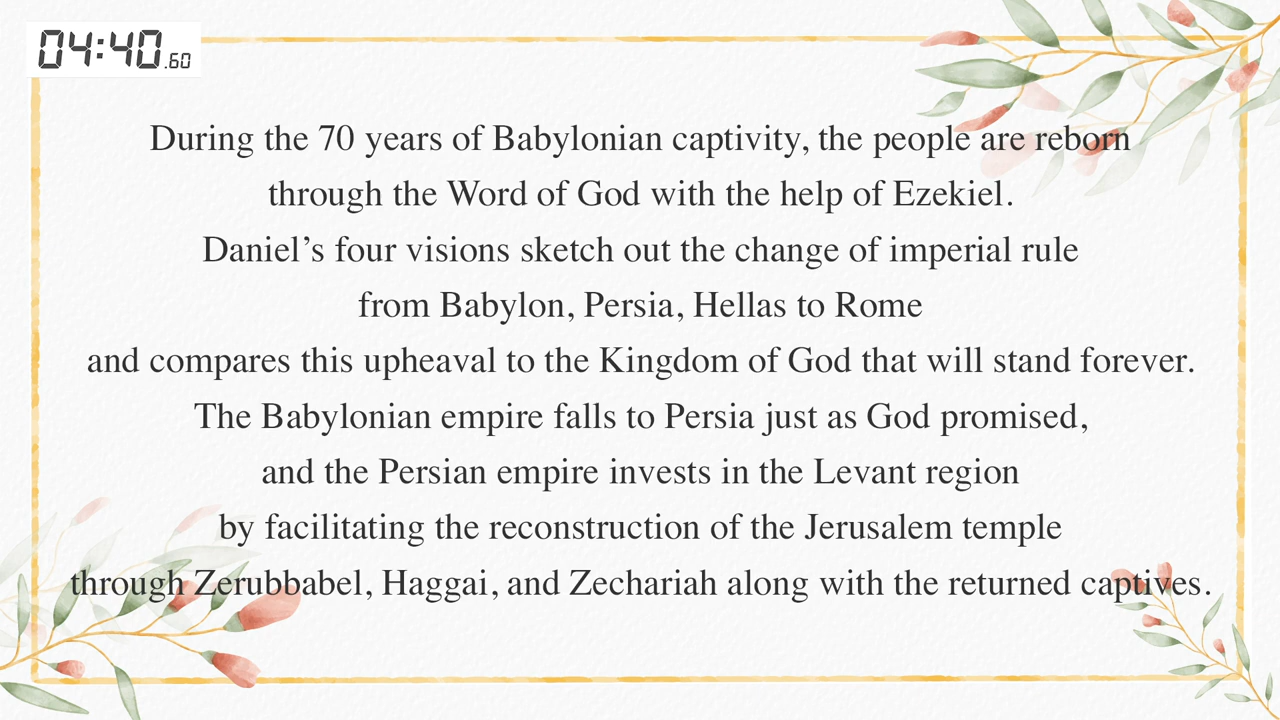 04:40.60
During the 70 years of Babylonian captivity, the people are reborn
through the Word of God with the help of Ezekiel.
Daniel’s four visions sketch out the change of imperial rule
from Babylon, Persia, Hellas to Rome
and compares this upheaval to the Kingdom of God that will stand forever.
The Babylonian empire falls to Persia just as God promised,
and the Persian empire invests in the Levant region
by facilitating the reconstruction of the Jerusalem temple
through Zerubbabel, Haggai, and Zechariah along with the returned captives.